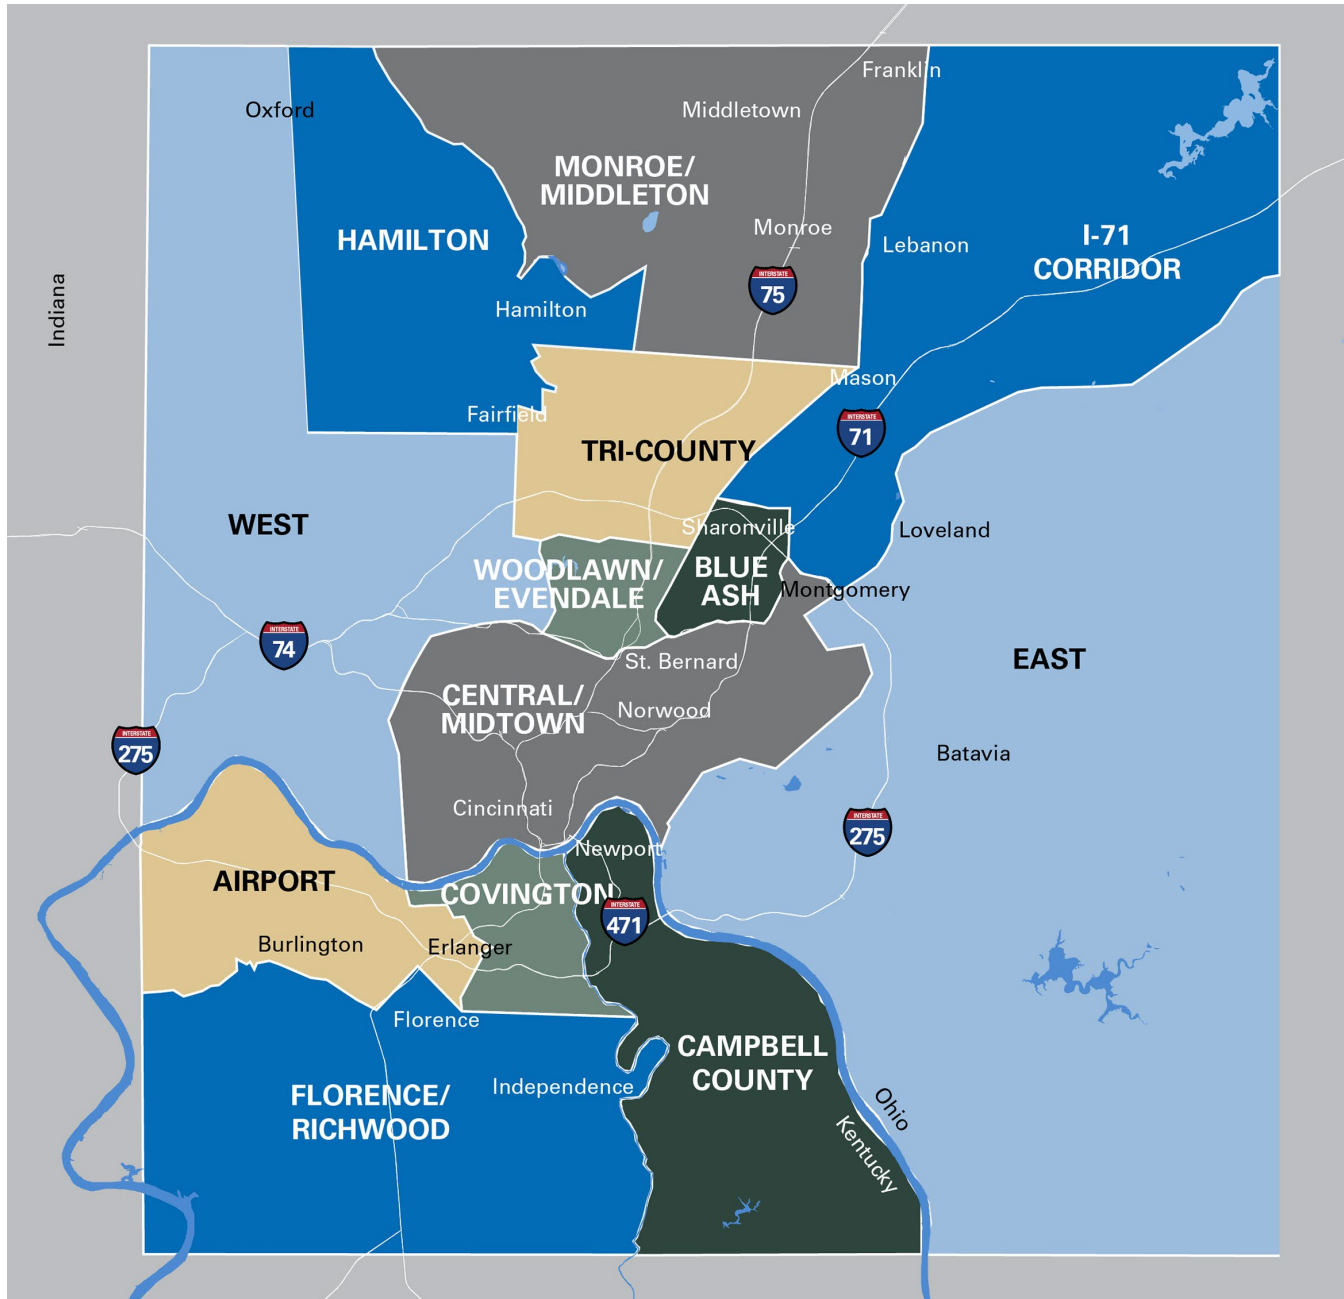 Franklin
Oxford
Middletown
MONROE/
MIDDLETON
Monroe
HAMILTON
Lebanon
I-71
CORRIDOR
Indiana
INTERSTATE
75
Hamilton
Mason
Fairfield
INTERSTATE
71
TRI-COUNTY
WEST
Sharonville
Loveland
WOODLAWN/
EVENDALE
BLUE
ASH
Montgomery
INTERSTATE
74
St. Bernard
EAST
CENTRAL/
MIDTOWN
Norwood
INTERSTATE
275
Batavia
Cincinnati
INTERSTATE
275
Newport
AIRPORT
COVINGTON
INTERSTATE
471
Burlington
Erlanger
Florence
CAMPBELL
COUNTY
Independence
FLORENCE/
RICHWOOD
Ohio
Kentucky